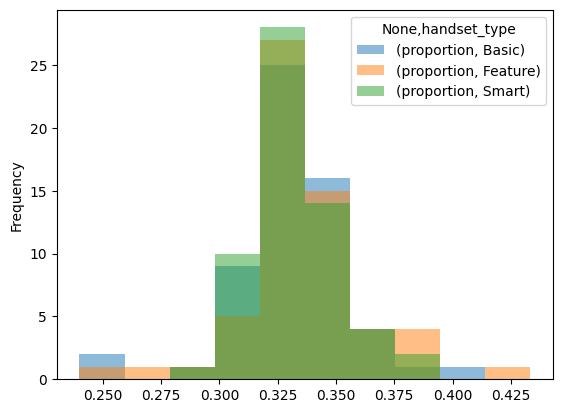 None,handset_type
(proportion, Basic)
(proportion, Feature)
(proportion, Smart)
Frequency
25
20
15
10
5
0
0.250 0.275 0.300 0.325 0.350 0.375 0.400 0.425